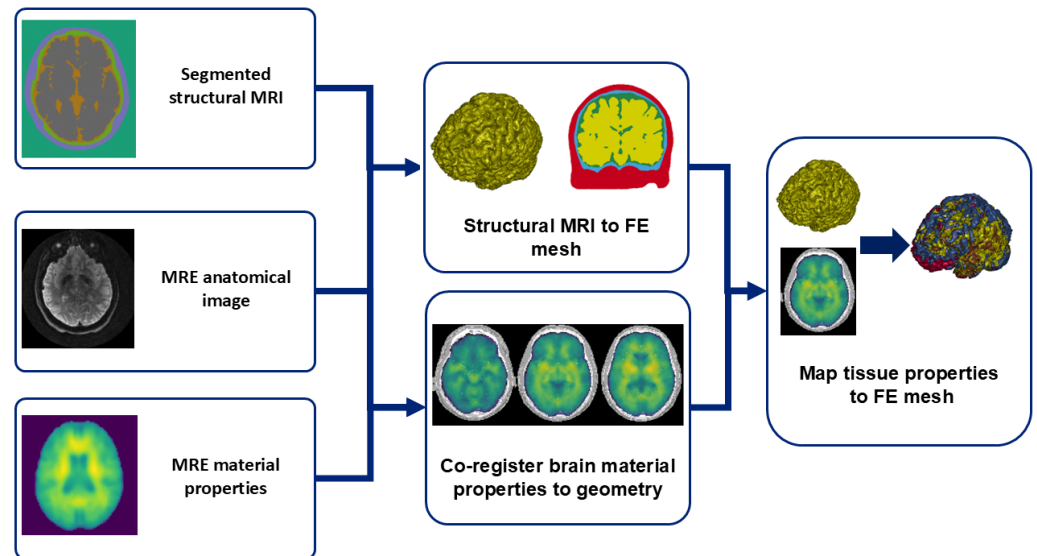 Segmented
structural MRI
MRE anatomical
image
MRE material
properties
Structural MRI to FE
mesh
Co-register brain material
properties to geometry
Map tissue properties
to FE mesh